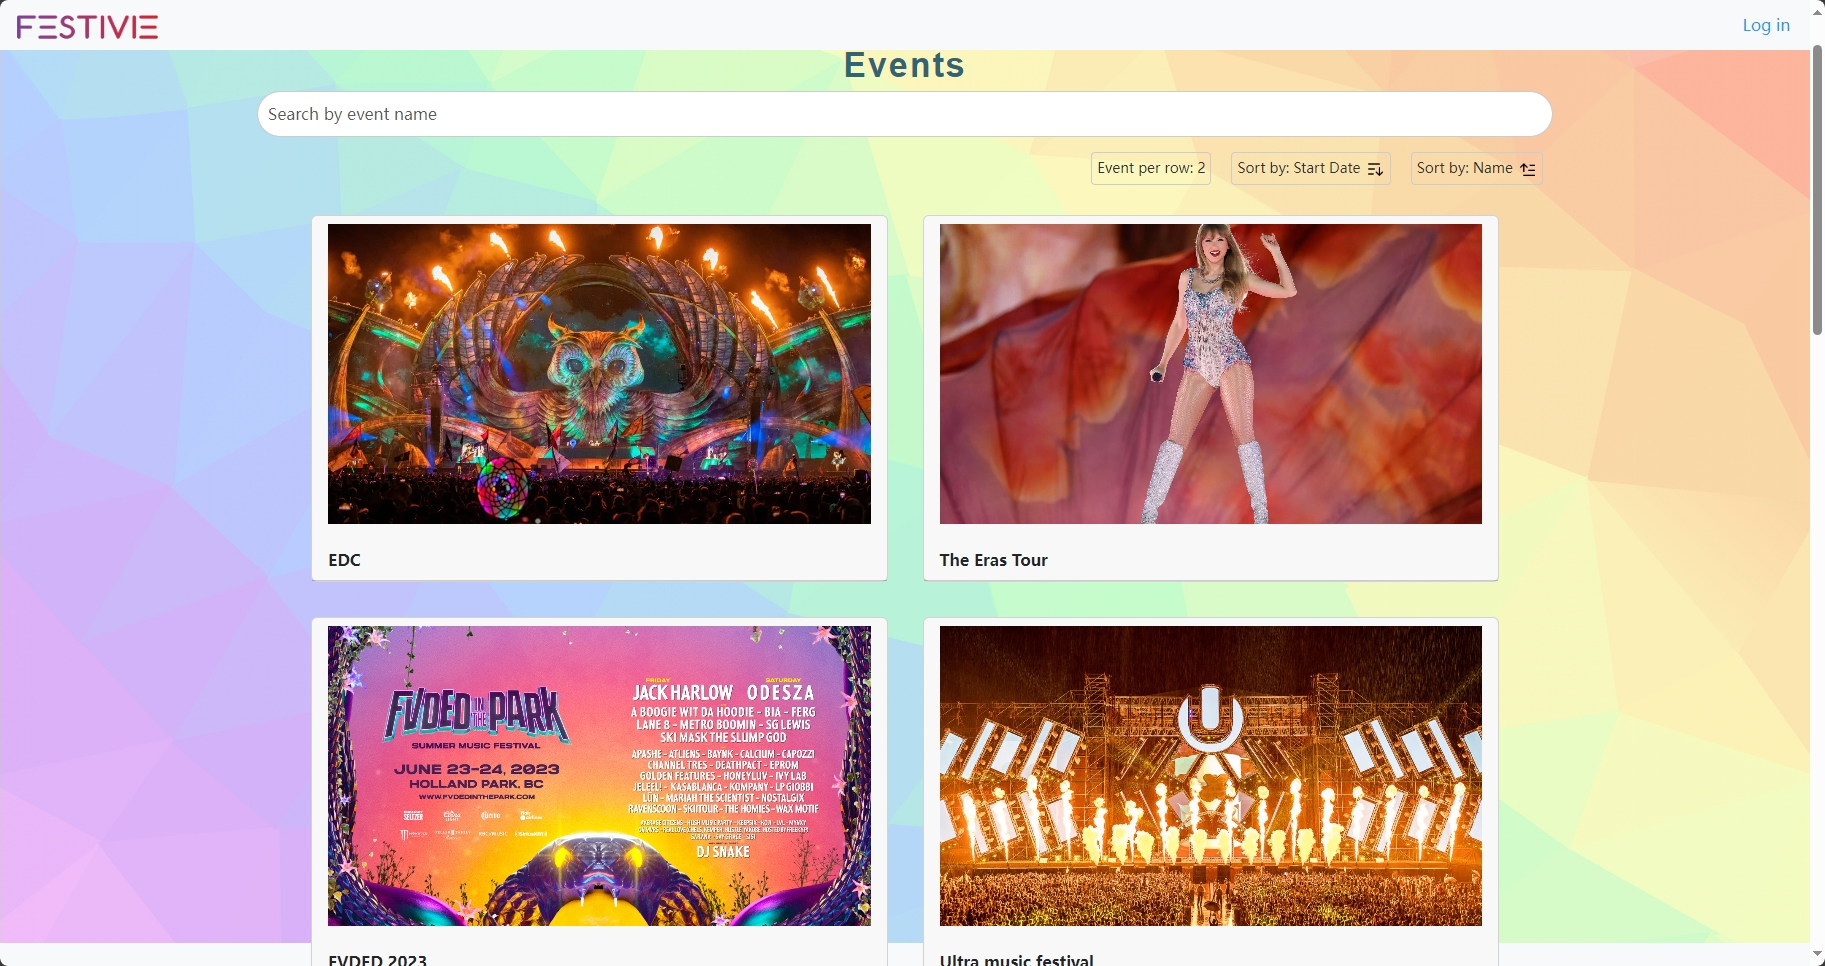 FESTIVIE
Log in
Events
Search by event name
Event per row: 2
Sort by: Start Date
Sort by: Name
EDC
The Eras Tour
FVDED IN THE PARK
SUMMER MUSIC FESTIVAL
JUNE 23-24, 2023
HOLLAND PARK, BC
WWW.FVDEDINTHEPARK.COM
FRIDAY
SATURDAY
JACK HARLOW ODESZA
A BOOGIE WIT DA HOODIE - BIA - FERG
LANE 8 - METRO BOOMIN - SG LEWIS
SKI MASK THE SLUMP GOD
APASHE - ATLIENS - BAYNK - CALCIUM - CAPOZZI
CHANNEL TRES - DEATHPACT - EPROM
GOLDEN FEATURES - HONEYLUV - IVY LAB
JELEEL! - KASABLANCA - KOMPANY - LP GIOBBI
LÜN - MARIAH THE SCIENTIST - NOSTALGIX
RAVENSCOON - SKIITOUR - THE HOMIES - WAX MOTIF
DJ SNAKE
FVDED 2023
Ultra music festival